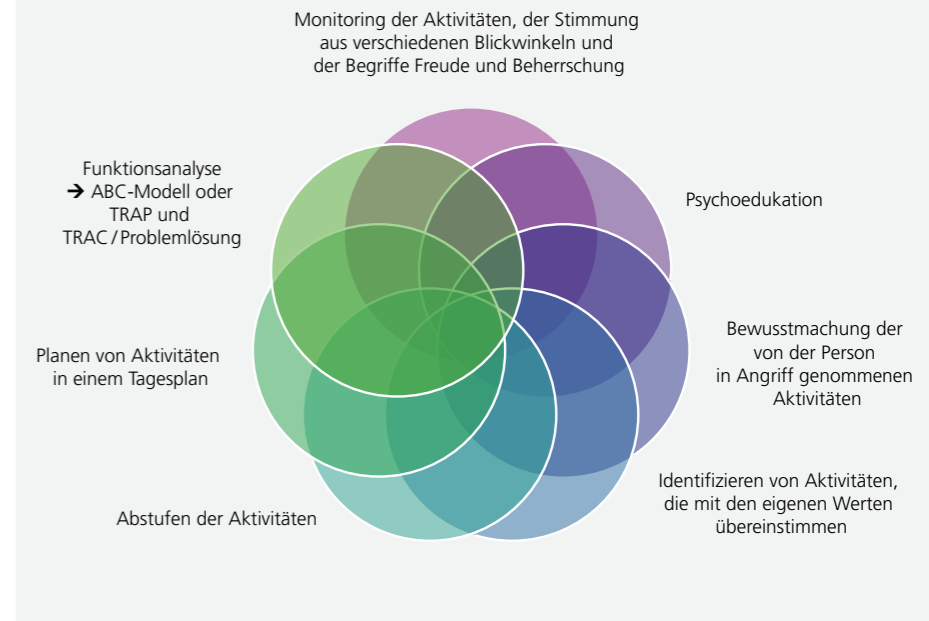 Monitoring der Aktivitäten, der Stimmung
aus verschiedenen Blickwinkeln und
der Begriffe Freude und Beherrschung
Funktionsanalyse
➔ ABC-Modell oder
TRAP und
TRAC / Problemlösung
Psychoedukation
Planen von Aktivitäten
in einem Tagesplan
Bewusstmachung der
von der Person
in Angriff genommenen
Aktivitäten
Abstufen der Aktivitäten
Identifizieren von Aktivitäten,
die mit den eigenen Werten
übereinstimmen